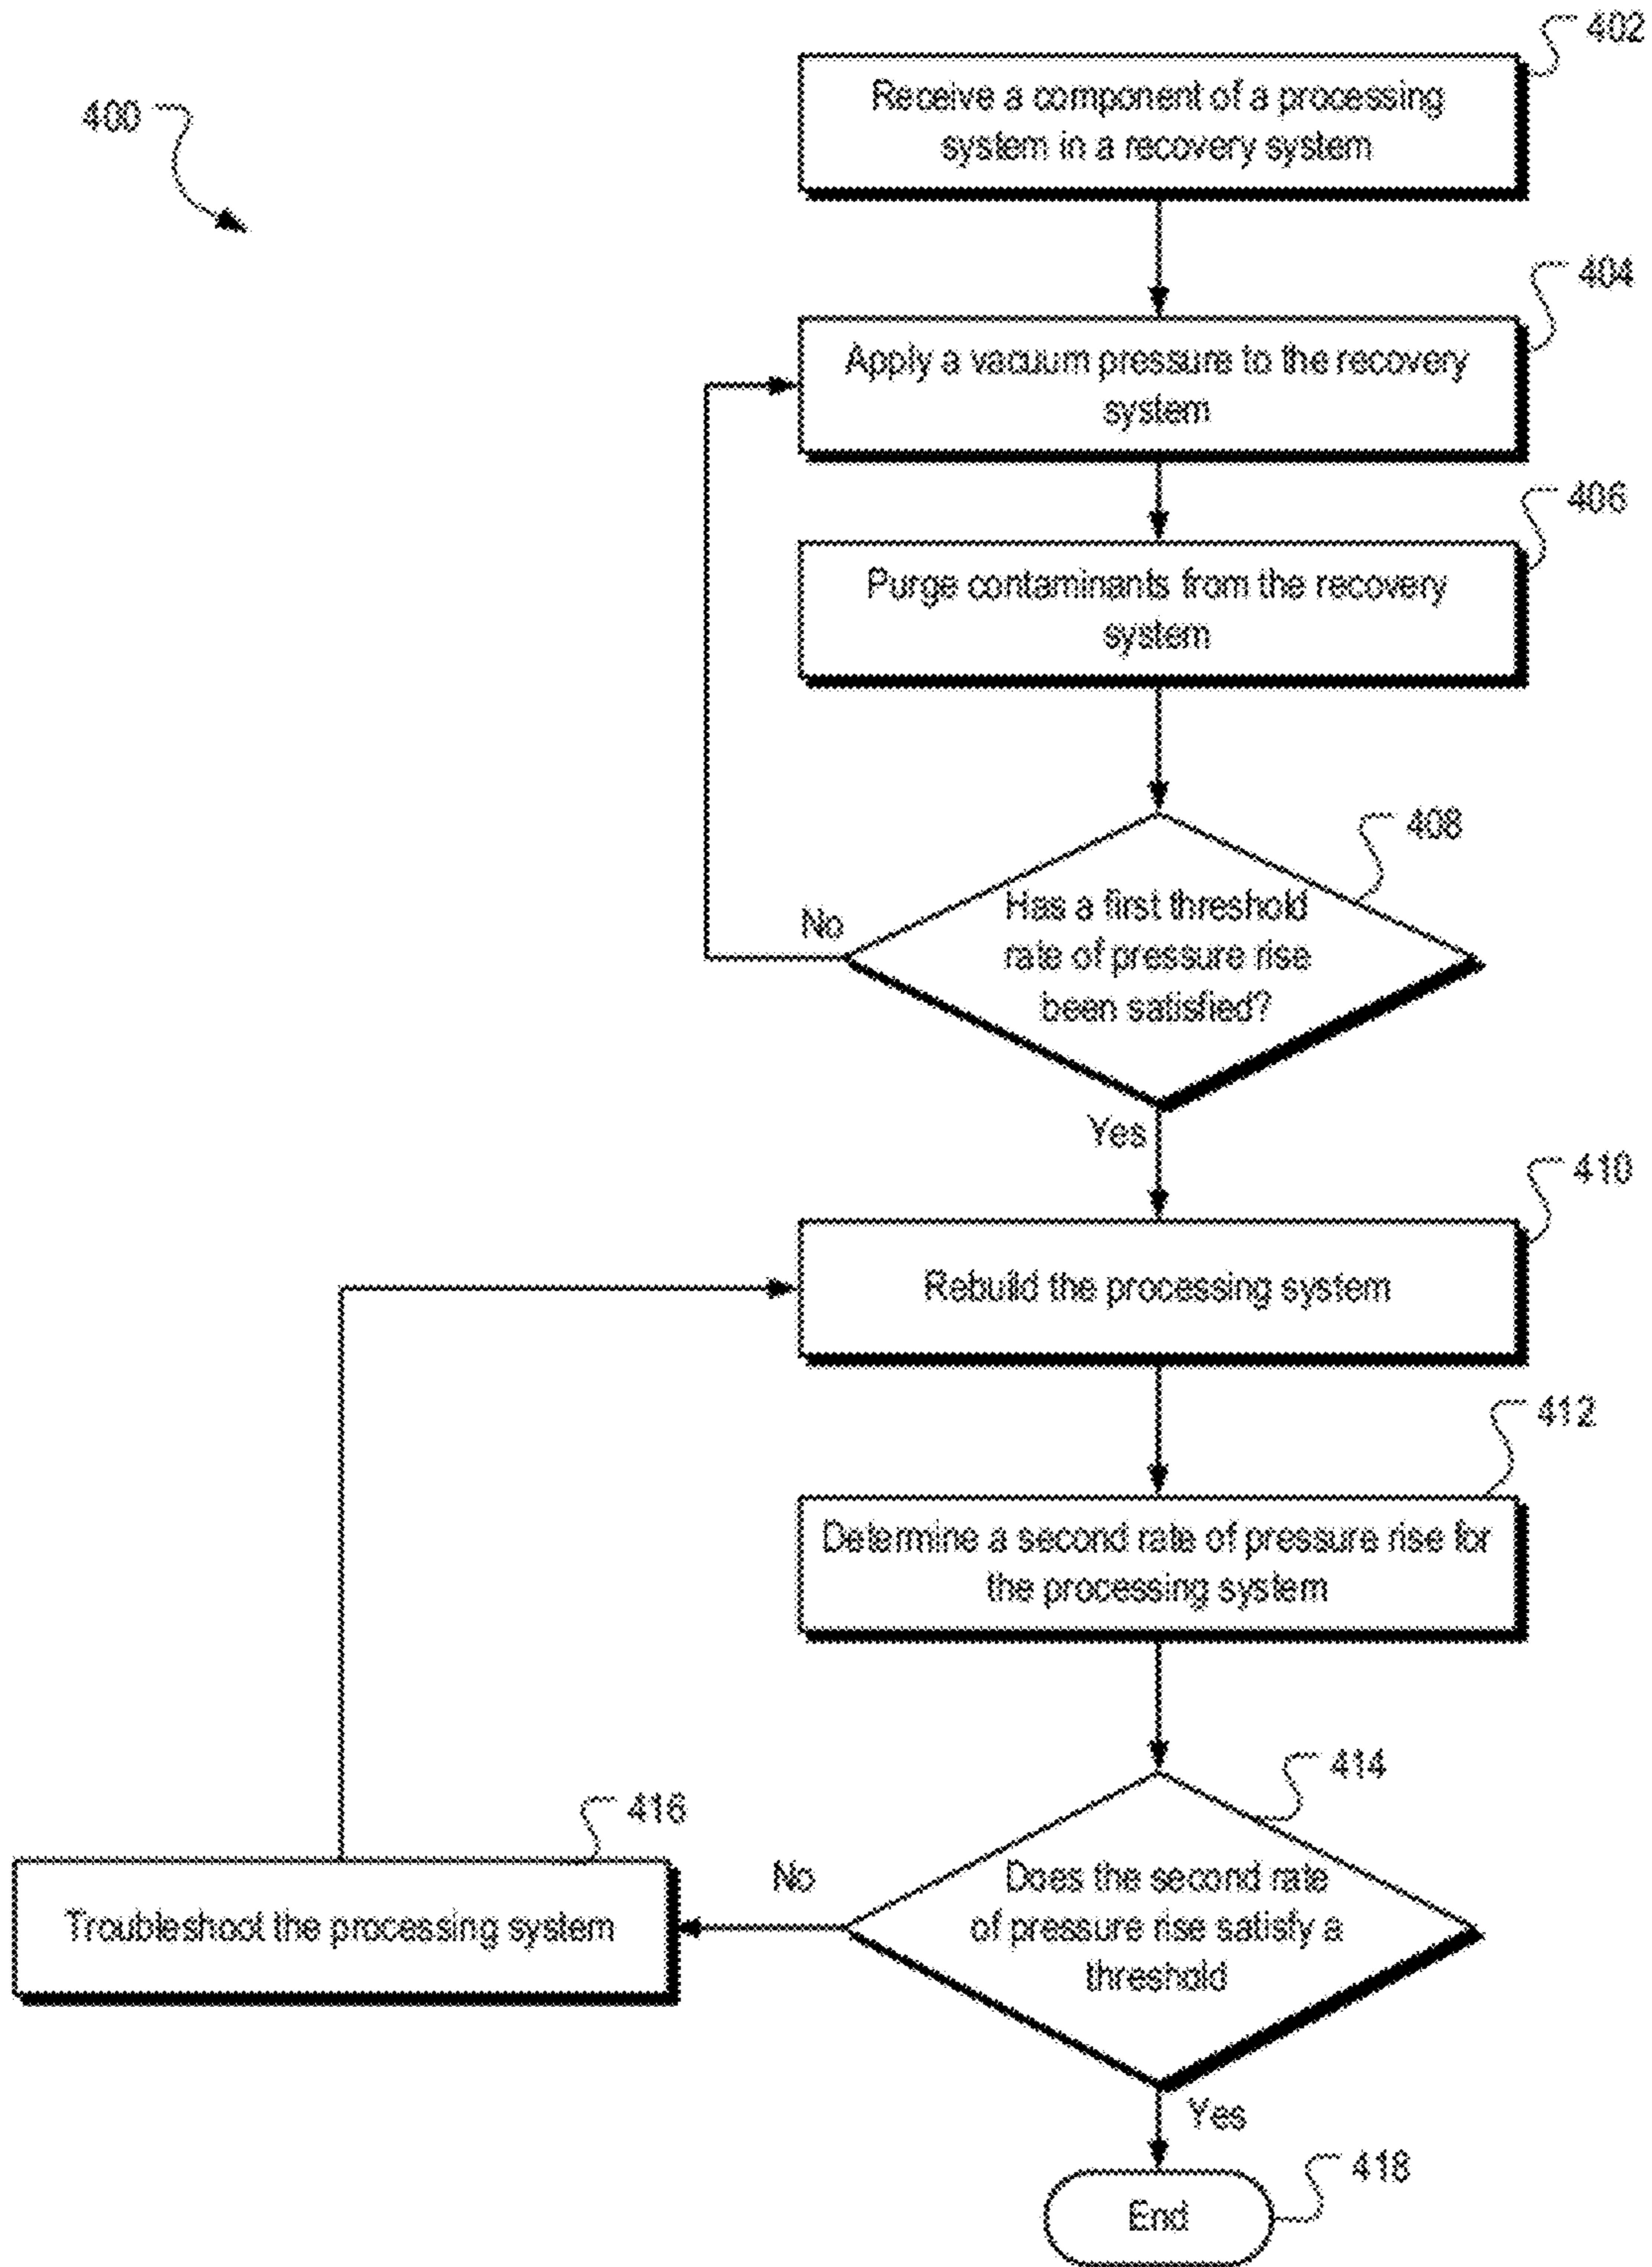 402
400
Receive a component of a processing
system in a recovery system
404
Apply a vacuum pressure to the recovery
system
406
Purge contaminants from the recovery
system
408
No
Has a first threshold
rate of pressure rise
been satisfied?
Yes
410
Rebuild the processing system
412
Determine a second rate of pressure rise for
the processing system
414
416
No
Does the second rate
of pressure rise satisfy a
threshold
Troubleshoot the processing system
Yes
418
End